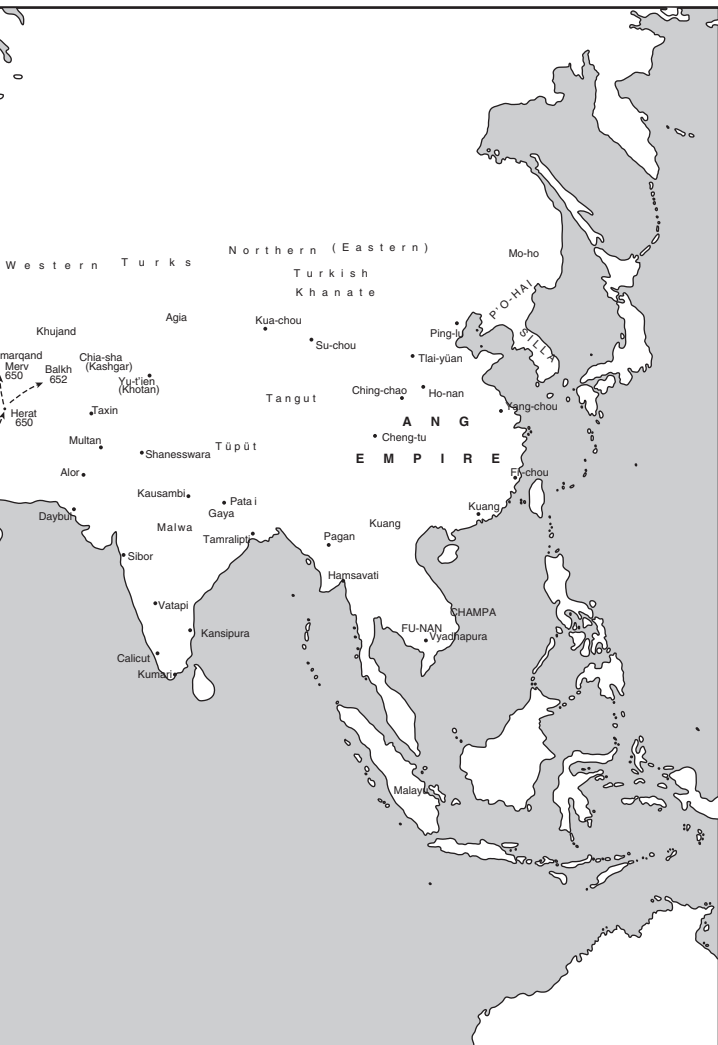 Mo-ho
Northern (Eastern)
Western Turks
Turkish
Khanate
P'O-HAI
Agia
Kua-chou
Khujand
Ping-lu
SILLA
Su-chou
marqand
Chia-sha
(Kashgar)
Tlai-yüan
Merv
650
Balkh
652
Yu-t'ien
(Khotan)
Ching-chao
Ho-nan
Tangut
Herat
650
Taxin
Yang-chou
A N G
Multan
Cheng-tu
Tüpüt
Shanesswara
E M P I R E
Alor
FI-chou
Kausambi
Pata i
Gaya
Kuang
Daybul
Malwa
Kuang
Tamralipti
Pagan
Sibor
Hamsavati
Vatapi
CHAMPA
FU-NAN
Kansipura
Vyadhapura
Calicut
Kumari
Malayu